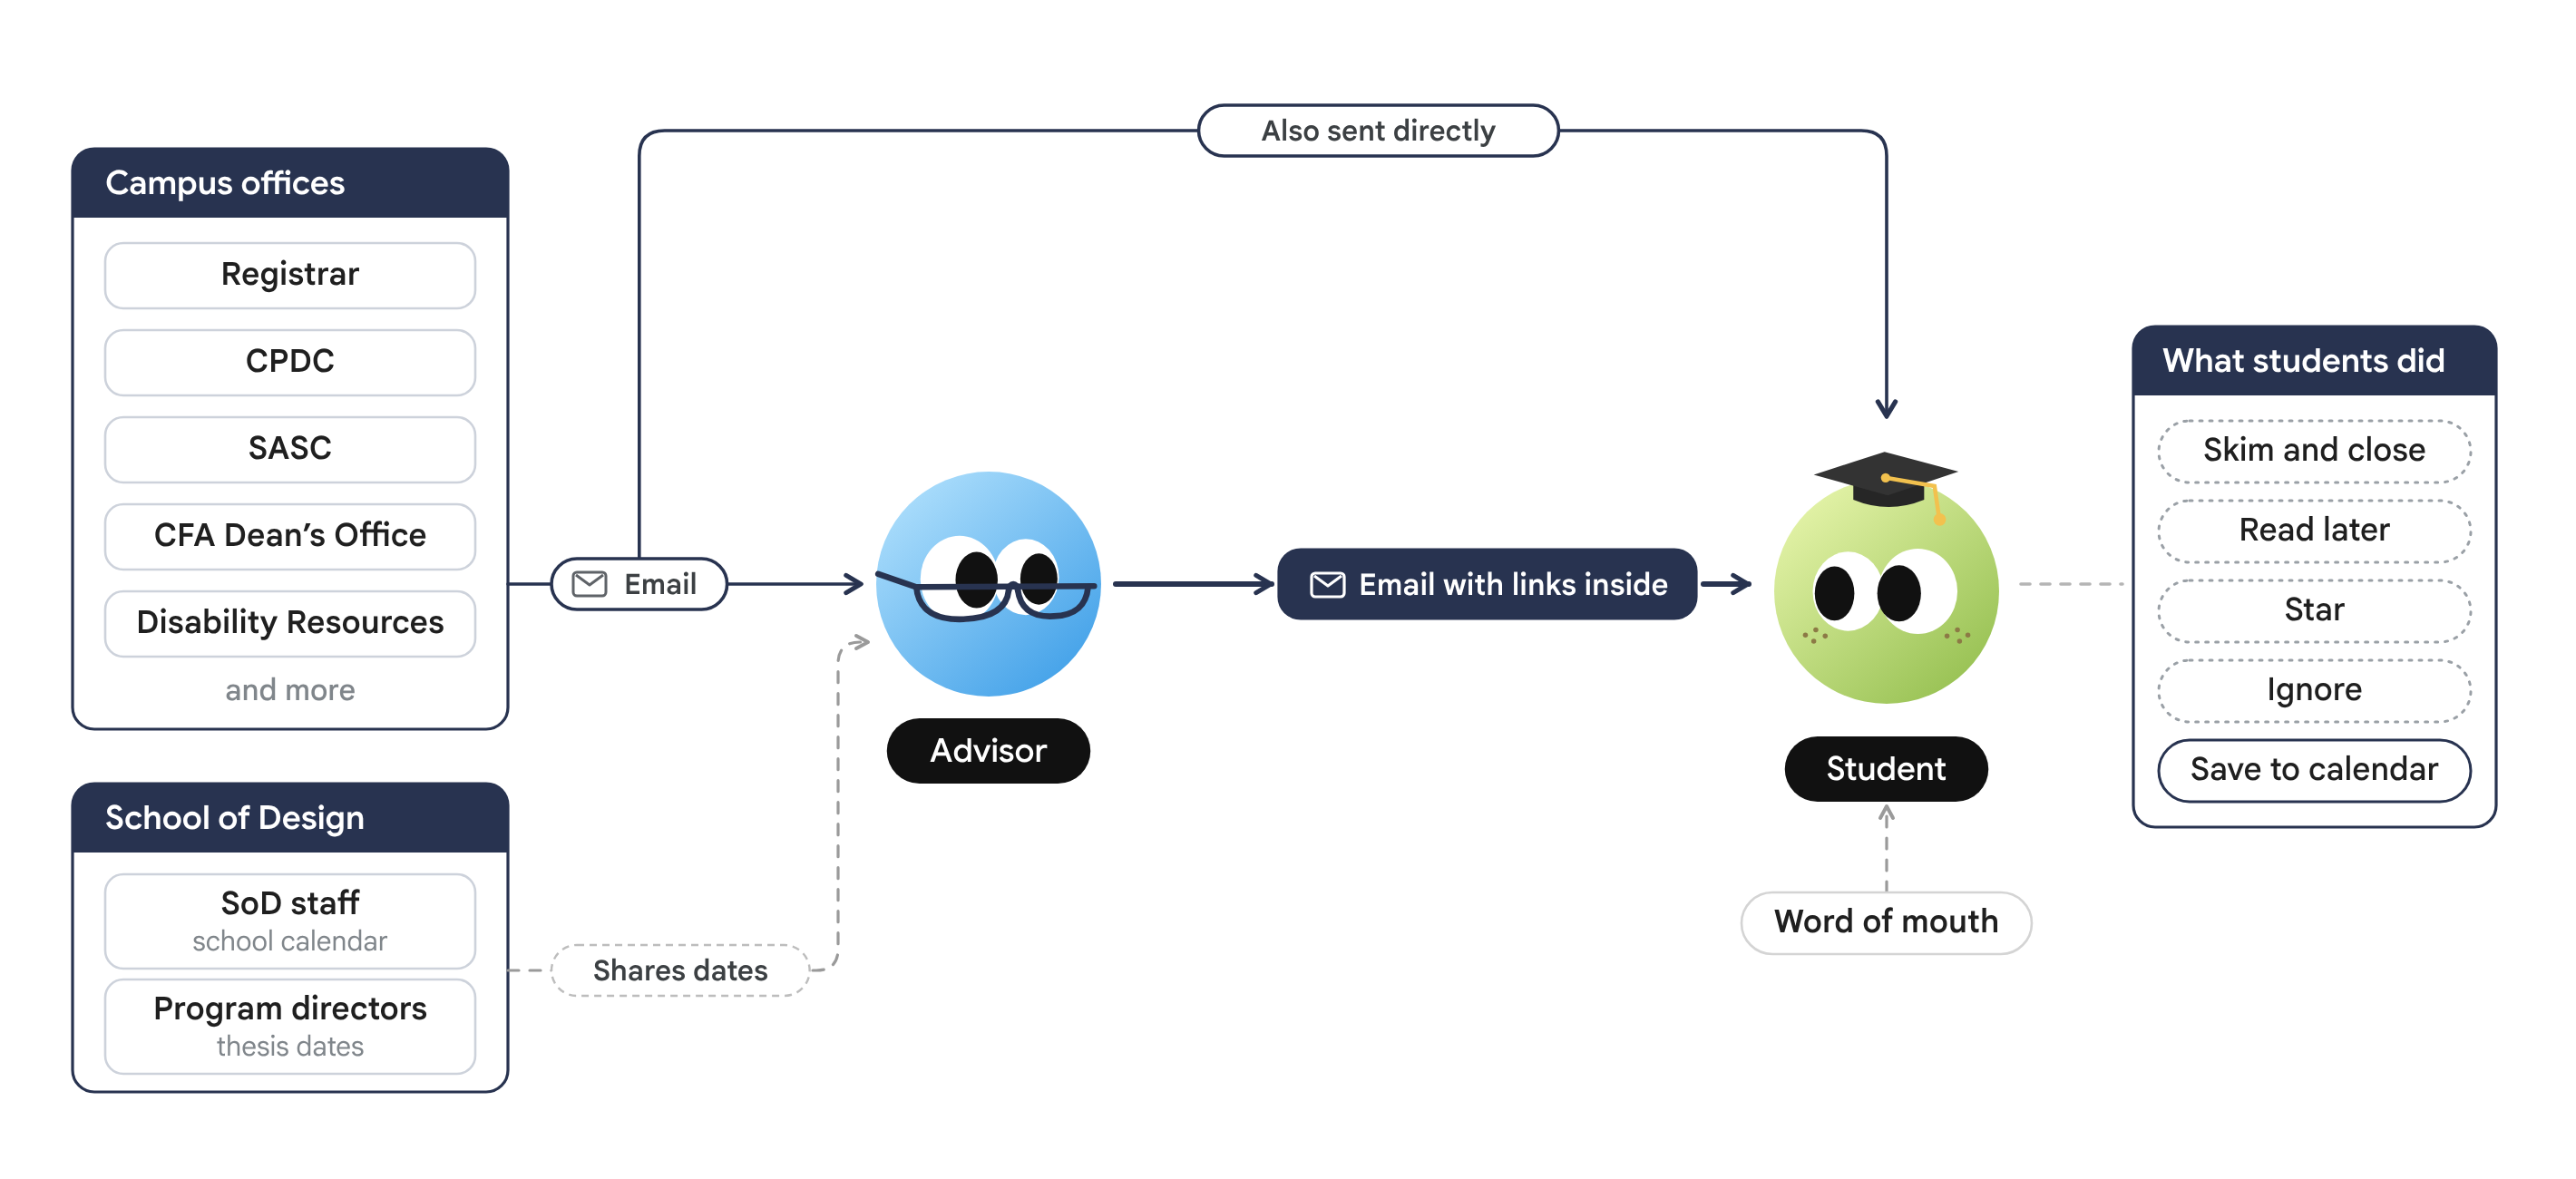 Also sent directly
Campus offices
Registrar
CPDC
SASC
CFA Dean’s Office
Disability Resources
and more
Email
School of Design
SoD staff
school calendar
Program directors
thesis dates
Shares dates
Advisor
Email with links inside
Student
Word of mouth
What students did
Skim and close
Read later
Star
Ignore
Save to calendar